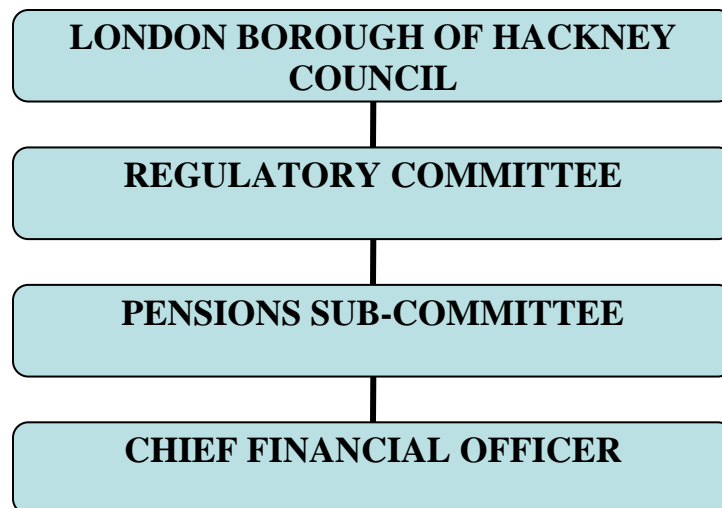 LONDON BOROUGH OF HACKNEY
COUNCIL
REGULATORY COMMITTEE
PENSIONS SUB-COMMITTEE
CHIEF FINANCIAL OFFICER